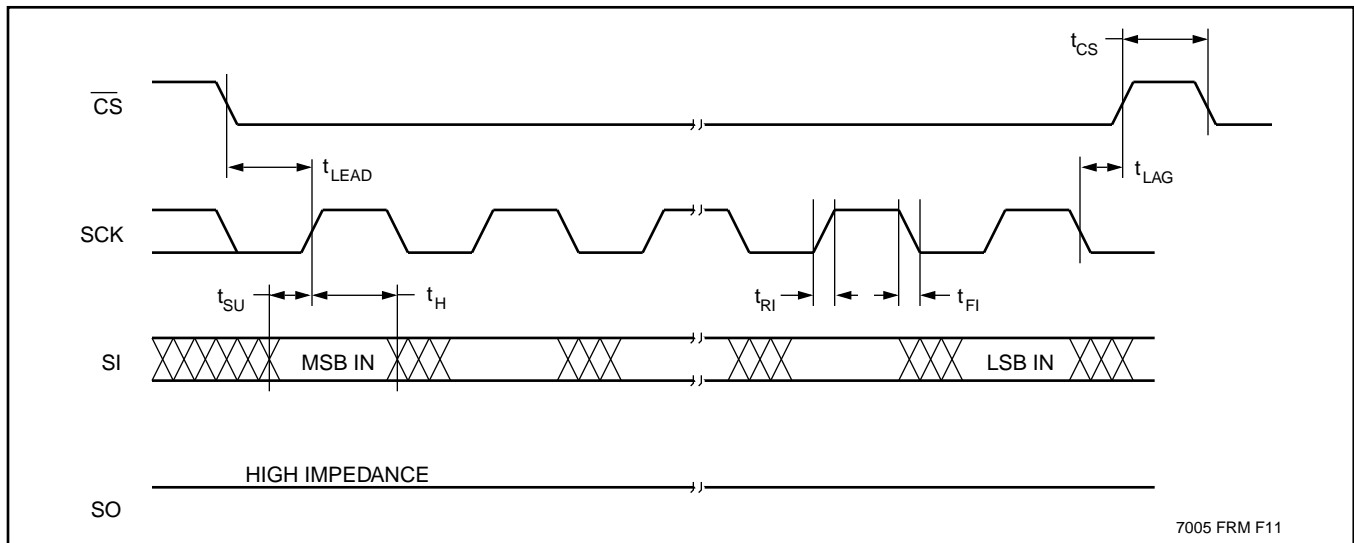 tCS
CS
tLEAD
tLAG
SCK
tSU
tH
tRI
tFI
SI
MSB IN
LSB IN
HIGH IMPEDANCE
SO
7005 FRM F11